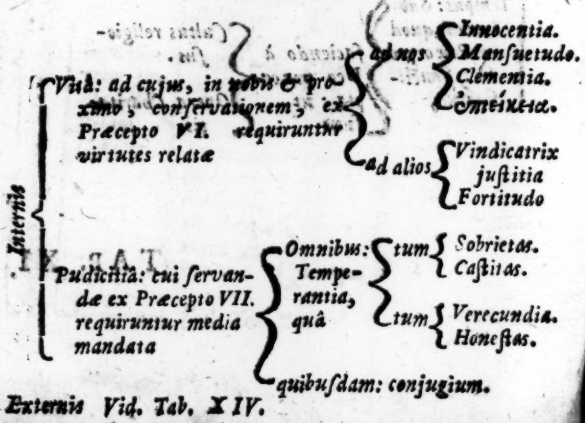 Internis
Vitâ: ad cujus, in nobis & pro-
ximo, conservationem, ex
Præcepto VI. requiruntur
virtutes relatæ
ad nos
Innocentia.
Mansuetudo.
Clementia.
ad alios
Vindicatrix
justitia
Fortitudo
Pudicitiâ: cui servan-
dæ ex Præcepto VII.
requiruntur media
mandata
Omnibus:
Tempe-
rantia,
quâ
tum
Sobrietas.
Castitas.
tum
Verecundia.
Honestas.
quibusdam: conjugium.
Externis Vid. Tab. XIV.